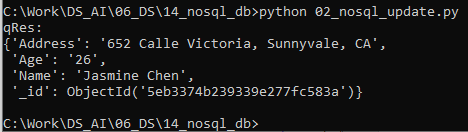 C:\Work\DS_AI\06_DS\14_nosql_db>python 02_nosql_update.py
qRes:
{'Address': '652 Calle Victoria, Sunnyvale, CA',
 'Age': '26',
 'Name': 'Jasmine Chen',
 '_id': ObjectId('5eb3374b239339e277fc583a')}

C:\Work\DS_AI\06_DS\14_nosql_db>